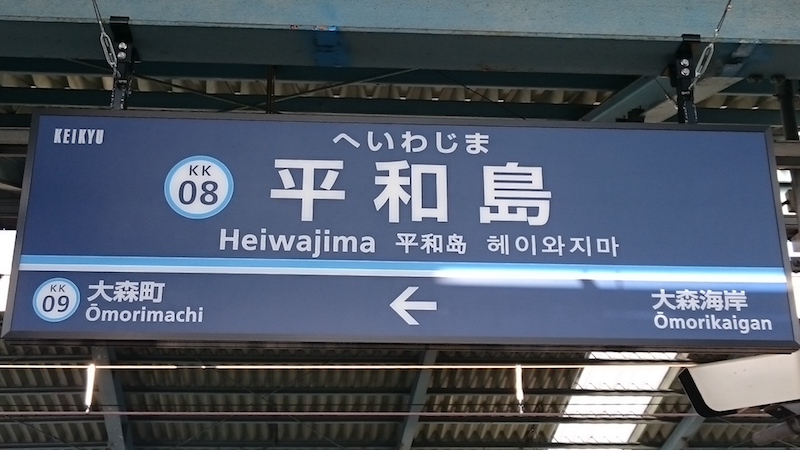 KEIKYU
へいわじま
KK
08
平和島
Heiwajima 平和岛 헤이와지마
KK
09
大森町
Ōmorimachi
←
大森海岸
Ōmorikaigan